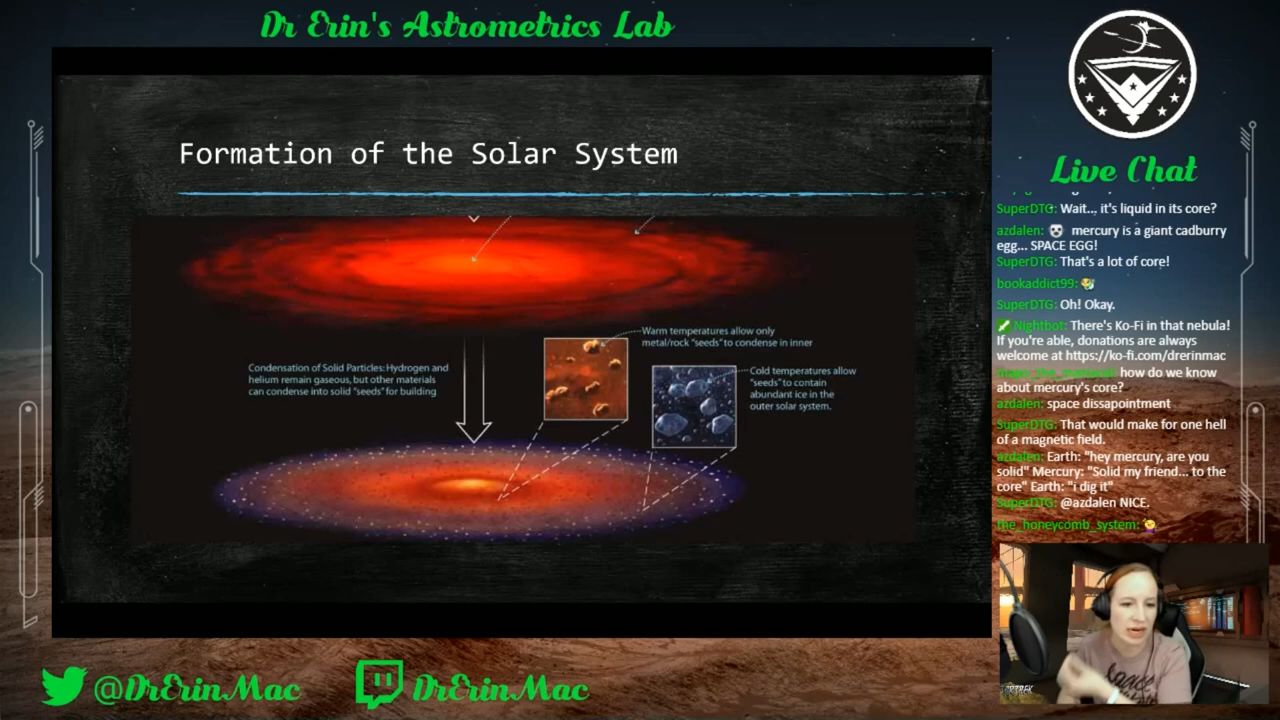 Dr Erin's Astrometrics Lab
Formation of the Solar System
Warm temperatures allow only
metal/rock "seeds" to condense in inner
Condensation of Solid Particles: Hydrogen and
helium remain gaseous, but other materials
can condense into solid "seeds" for building
Cold temperatures allow
"seeds" to contain
abundant ice in the
outer solar system.
Live Chat
SuperDTG: Wait... it's liquid in its core?
azdalen: mercury is a giant cadburry
egg... SPACE EGG!
SuperDTG: That's a lot of core!
bookaddict99:
SuperDTG: Oh! Okay.
Nightbot: There's Ko-Fi in that nebula!
If you're able, donations are always
welcome at https://ko-fi.com/drerinmac
how do we know
about mercury's core?
azdalen: space dissapointment
SuperDTG: That would make for one hell
of a magnetic field.
azdalen: Earth: "hey mercury, are you
solid" Mercury: "Solid my friend... to the
core" Earth: "i dig it"
SuperDTG: @azdalen NICE.
the_honeycomb_system:
@DrErinMac
DrErinMac